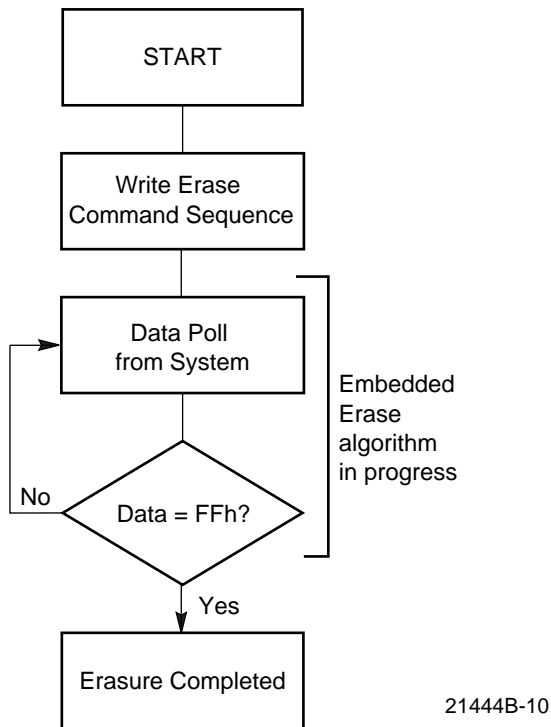 START
Write Erase
Command Sequence
Data Poll
from System
Embedded
Erase
algorithm
in progress
No
Data = FFh?
Yes
Erasure Completed
21444B-10